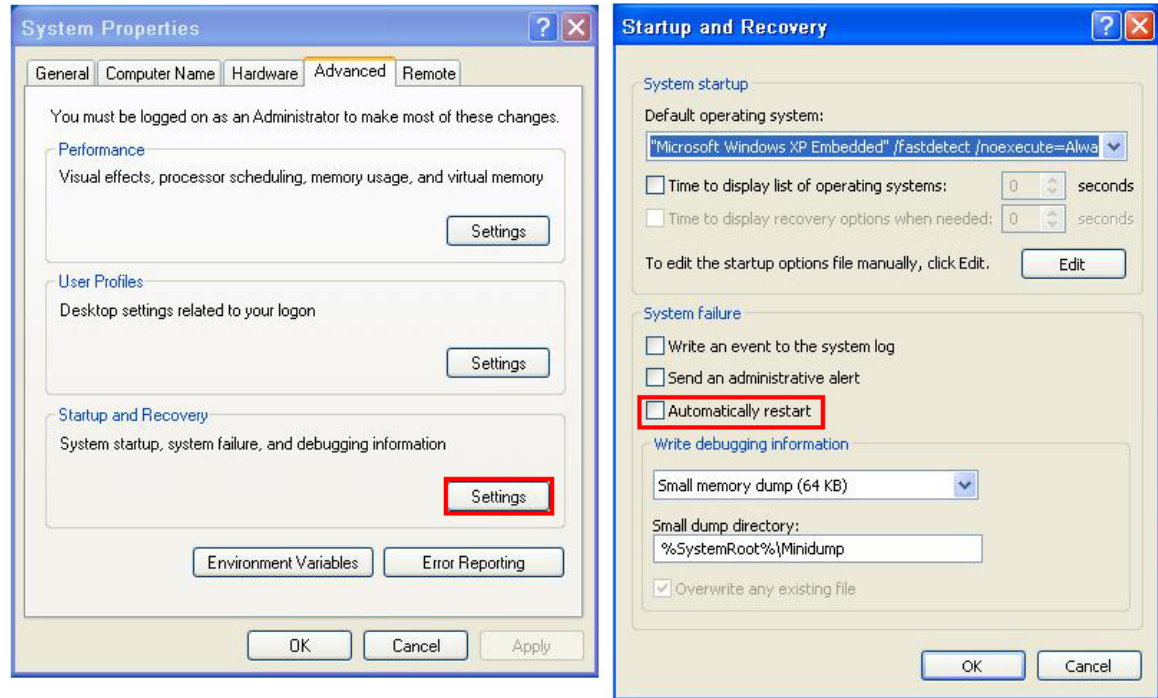 System Properties
General
Computer Name
Hardware
Advanced
Remote
You must be logged on as an Administrator to make most of these changes.
Performance
Visual effects, processor scheduling, memory usage, and virtual memory
Settings
User Profiles
Desktop settings related to your logon
Settings
Startup and Recovery
System startup, system failure, and debugging information
Settings
Environment Variables
Error Reporting
OK
Cancel
Apply
Startup and Recovery
System startup
Default operating system:
"Microsoft Windows XP Embedded" /fastdetect /noexecute=Alwa
Time to display list of operating systems: 0 seconds
Time to display recovery options when needed: 0 seconds
To edit the startup options file manually, click Edit. Edit
System failure
Write an event to the system log
Send an administrative alert
Automatically restart
Write debugging information
Small memory dump (64 KB)
Small dump directory:
%SystemRoot%\Minidump
Overwrite any existing file
OK
Cancel